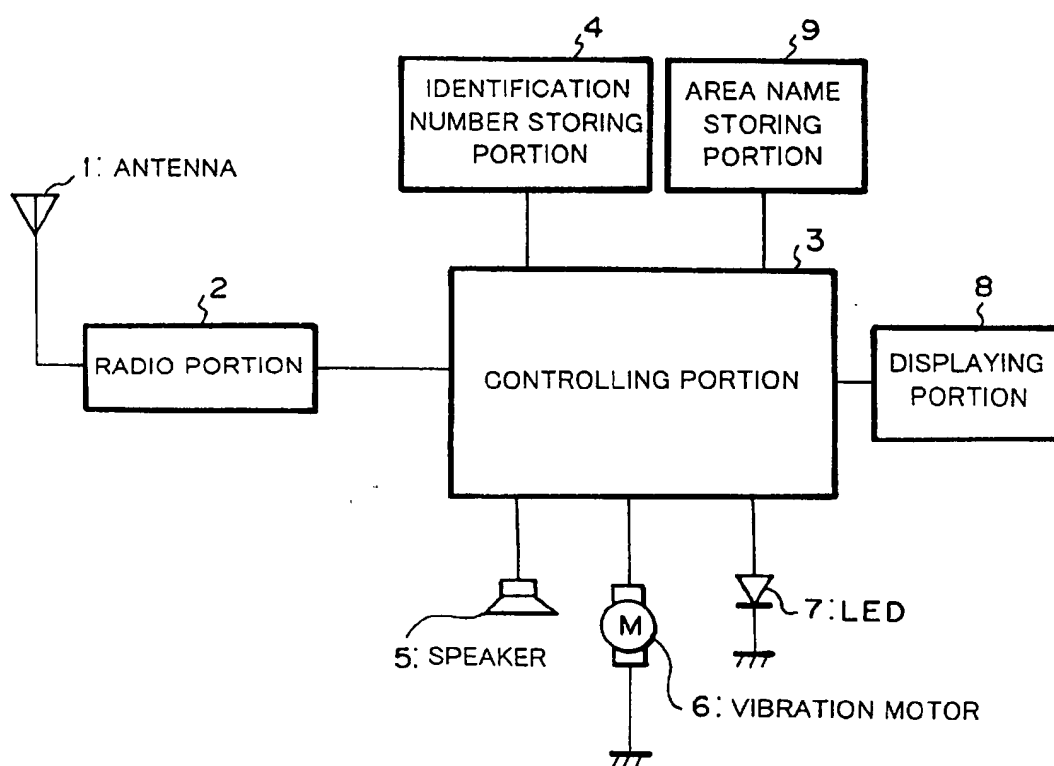 4
9
IDENTIFICATION
NUMBER STORING
PORTION
AREA NAME
STORING
PORTION
1: ANTENNA
3
2
8
RADIO PORTION
CONTROLLING PORTION
DISPLAYING
PORTION
5: SPEAKER
M
7: LED
6: VIBRATION MOTOR